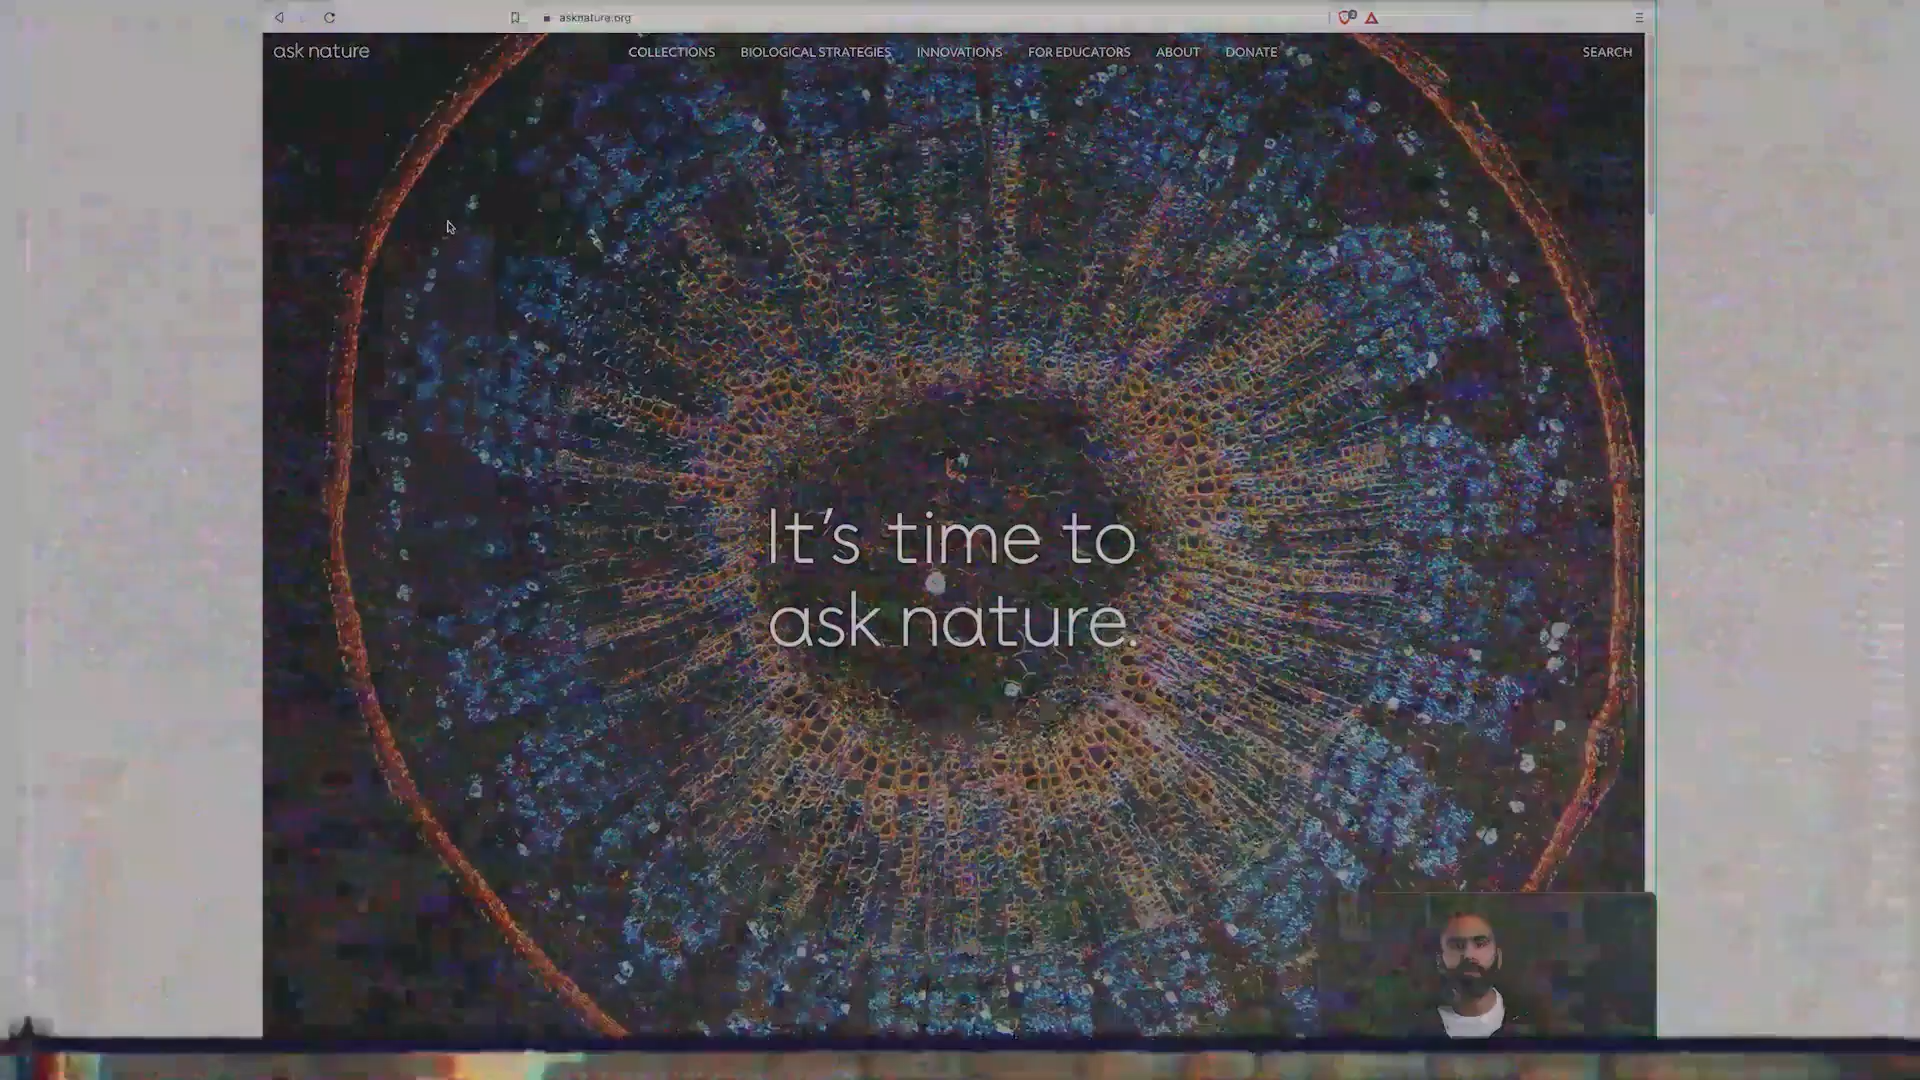 asknature.org
ask nature
COLLECTIONS
BIOLOGICAL STRATEGIES
INNOVATIONS
FOR EDUCATORS
ABOUT
DONATE
SEARCH
It's time to
ask nature.